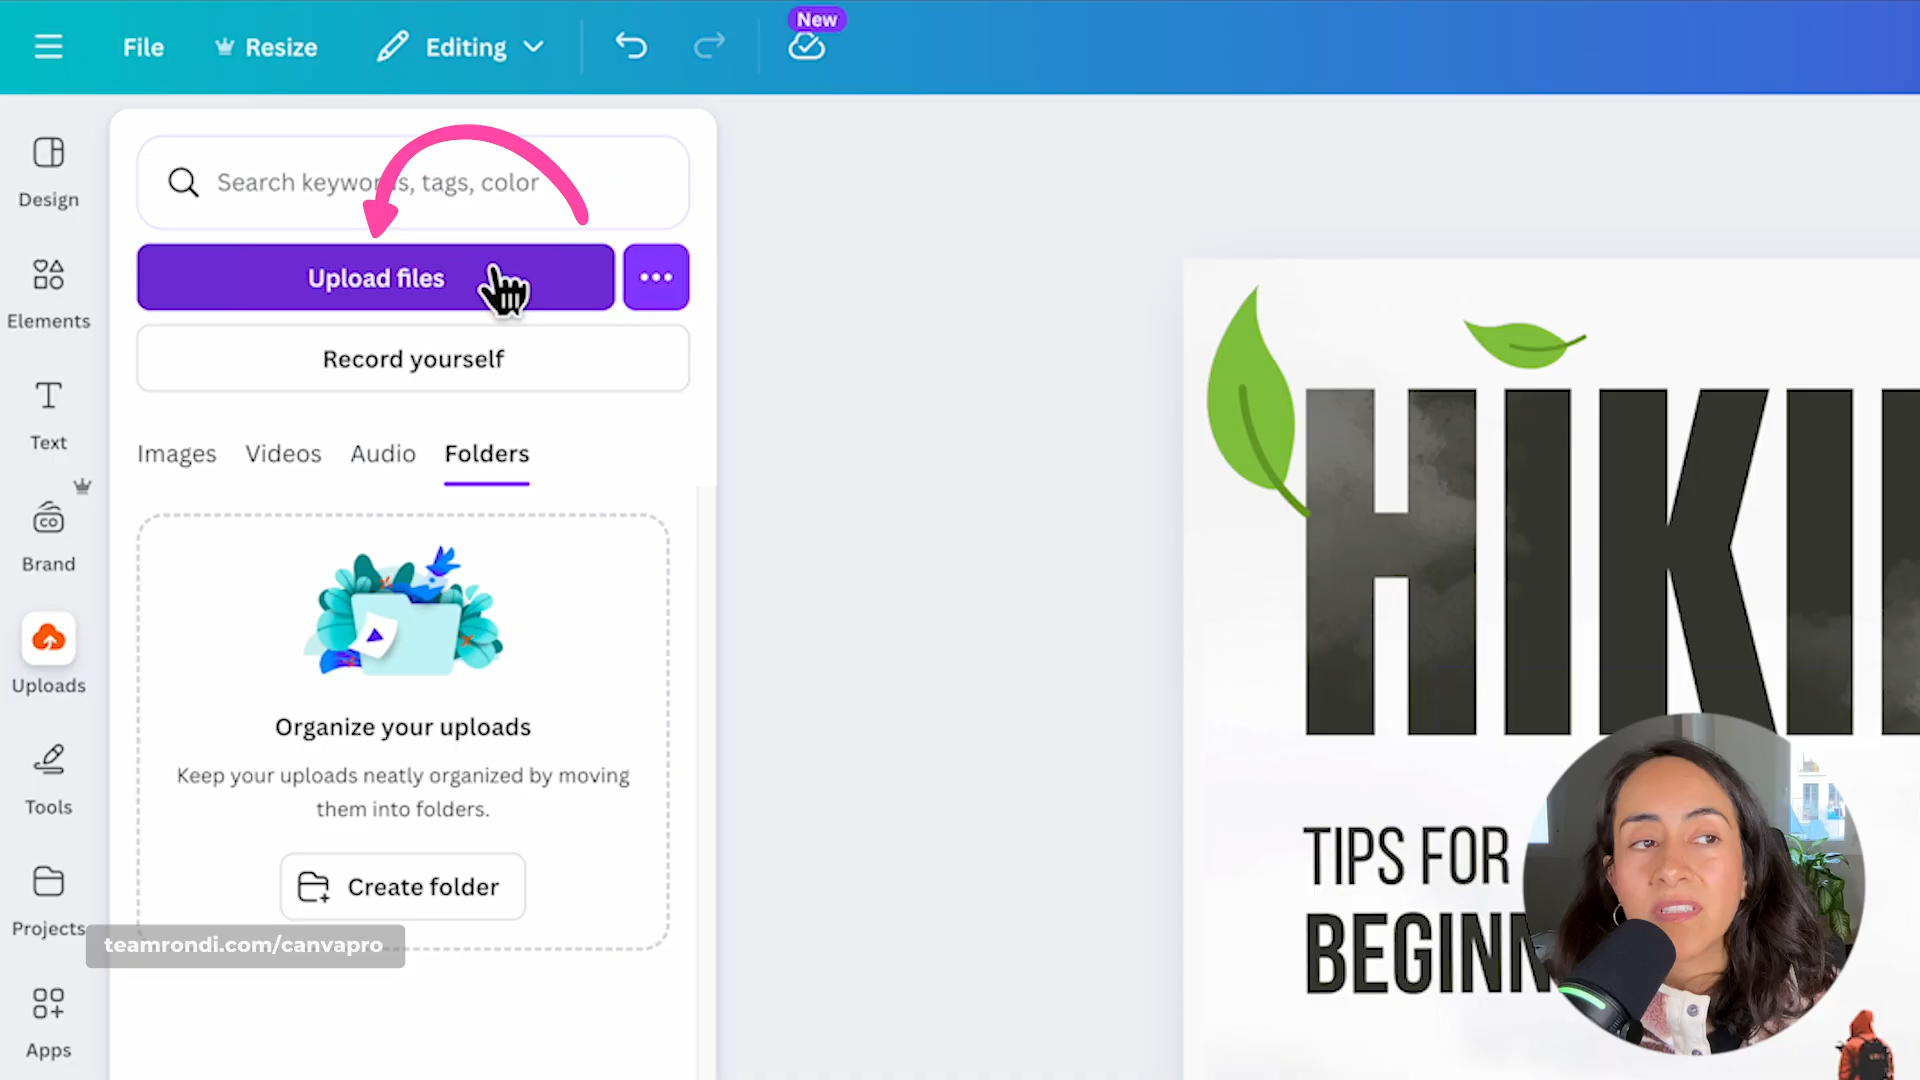 New
File
Resize
Editing
Search keywords, tags, color
Upload files
Record yourself
Images
Videos
Audio
Folders
Organize your uploads
Keep your uploads neatly organized by moving
them into folders.
Create folder
Design
Elements
Text
CO
Brand
Uploads
Tools
Projects
Apps
teamrondi.com/canvapro
TIPS FOR